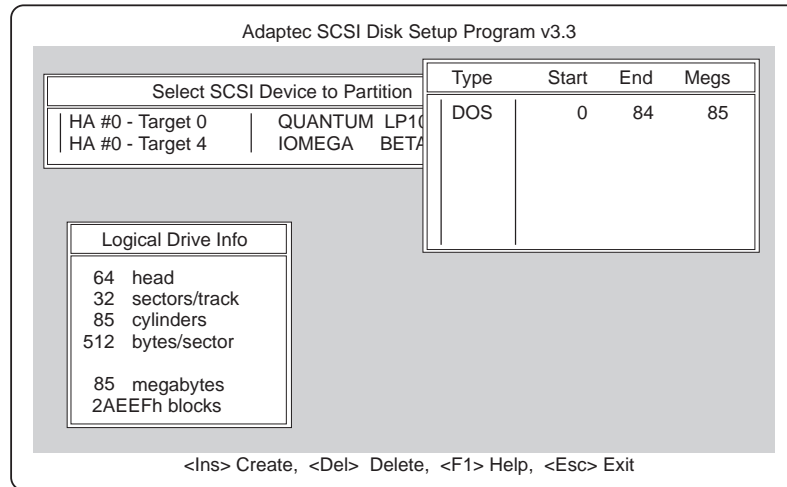 Adaptec SCSI Disk Setup Program v3.3
Select SCSI Device to Partition
HA #0 - Target 0 QUANTUM LP10
HA #0 - Target 4 IOMEGA BETA
Type Start End Megs
DOS 0 84 85
Logical Drive Info
64 head
32 sectors/track
85 cylinders
512 bytes/sector
85 megabytes
2AEEFh blocks
<Ins> Create, <Del> Delete, <F1> Help, <Esc> Exit